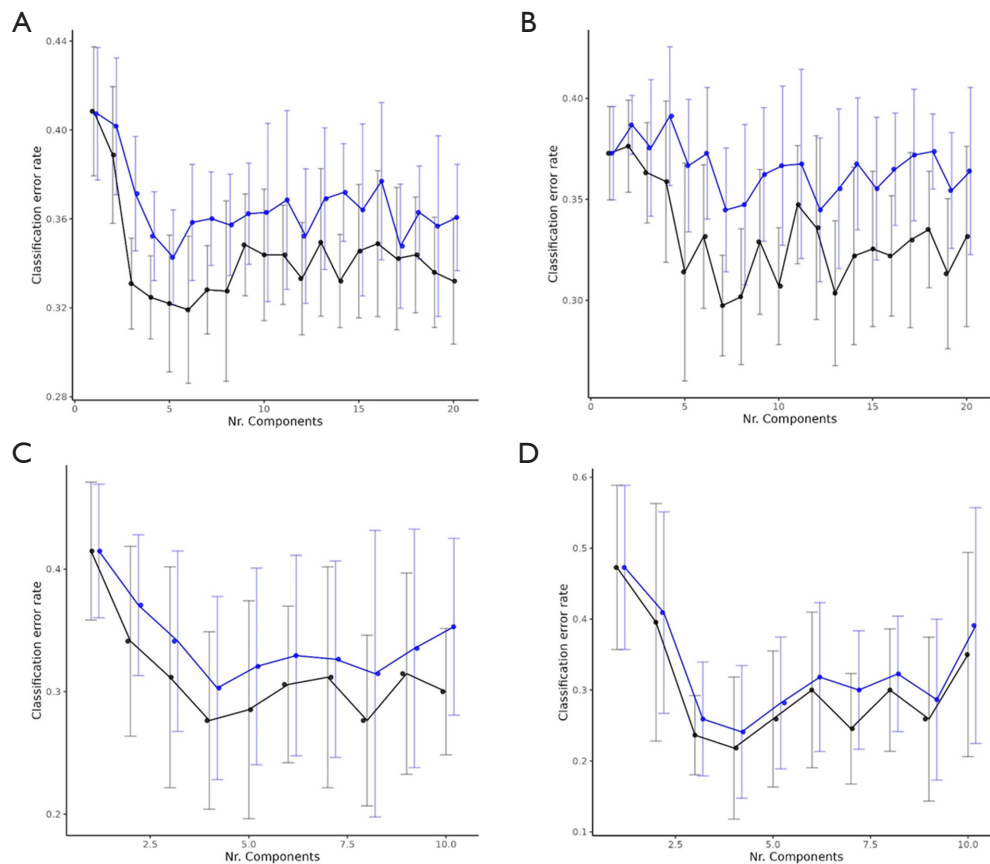 A
Classification error rate
0.44
0.40
0.36
0.32
0.28
0
5
10
15
20
Nr. Components
B
Classification error rate
0.40
0.35
0.30
0
5
10
15
20
Nr. Components
C
Classification error rate
0.4
0.3
0.2
2.5
5.0
7.5
10.0
Nr. Components
D
Classification error rate
0.6
0.5
0.4
0.3
0.2
0.1
2.5
5.0
7.5
10.0
Nr. Components